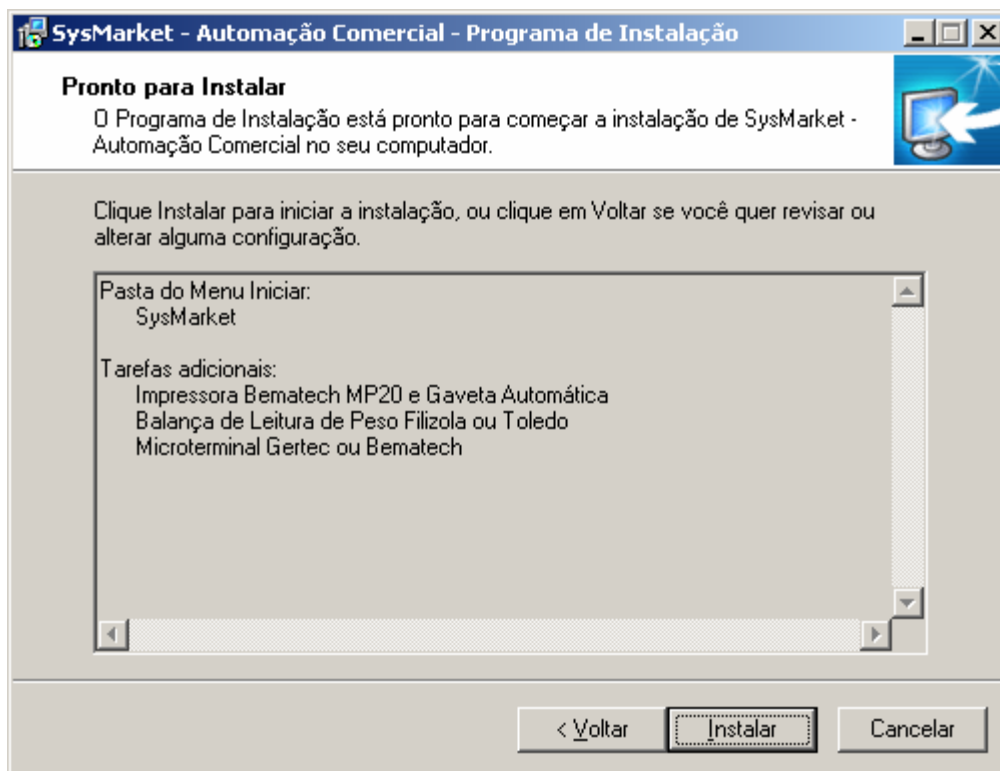 SysMarket - Automação Comercial - Programa de Instalação
Pronto para Instalar
O Programa de Instalação está pronto para começar a instalação de SysMarket -
Automação Comercial no seu computador.
Clique Instalar para iniciar a instalação, ou clique em Voltar se você quer revisar ou
alterar alguma configuração.
Pasta do Menu Iniciar:
SysMarket
Tarefas adicionais:
Impressora Bematech MP20 e Gaveta Automática
Balança de Leitura de Peso Filizola ou Toledo
Microterminal Gertec ou Bematech
< Voltar
Instalar
Cancelar